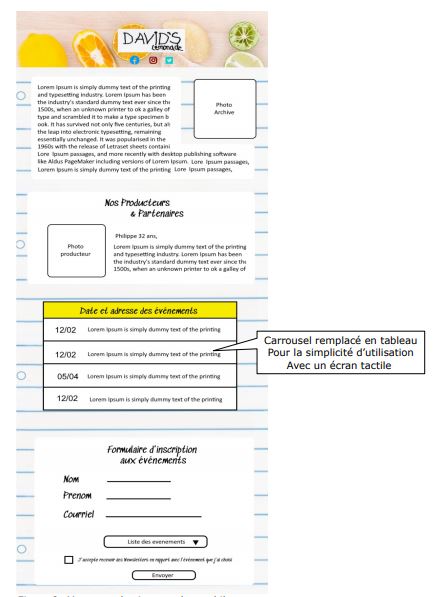 DAVID'S
Lemonade
Lorem Ipsum is simply dummy text of the printing
and typesetting industry. Lorem Ipsum has been
the industry's standard dummy text ever since the
1500s, when an unknown printer to ok a galley of
type and scrambled it to make a type specimen b
ook. It has survived not only five centuries, but als
the leap into electronic typesetting, remaining
essentially unchanged. It was popularised in the
1960s with the release of Letraset sheets containi
Lore Ipsum passages, and more recently with desktop publishing software
like Aldus PageMaker including versions of Lorem Ipsum. Lore Ipsum passages,
Lorem Ipsum is simply dummy text of the printing Lore Ipsum passages,
Photo
Archive
Nos Producteurs
& Partenaires
Photo
producteur
Philippe 32 ans,
Lorem Ipsum is simply dummy text of the printing
and typesetting industry. Lorem Ipsum has been
the industry's standard dummy text ever since the
1500s, when an unknown printer to ok a galley of
Date et adresse des événements
12/02 Lorem Ipsum is simply dummy text of the printing
12/02 Lorem Ipsum is simply dummy text of the printing
05/04 Lorem Ipsum is simply dummy text of the printing
12/02 Lorem Ipsum is simply dummy text of the printing
Carrousel remplacé en tableau
Pour la simplicité d'utilisation
Avec un écran tactile
Formulaire d'inscription
aux événements
Nom
Prenom
Courriel
Liste des evenements
J'accepte recevoir des Newsletters en rapport avec l'évènement que j'ai choisi
Envoyer